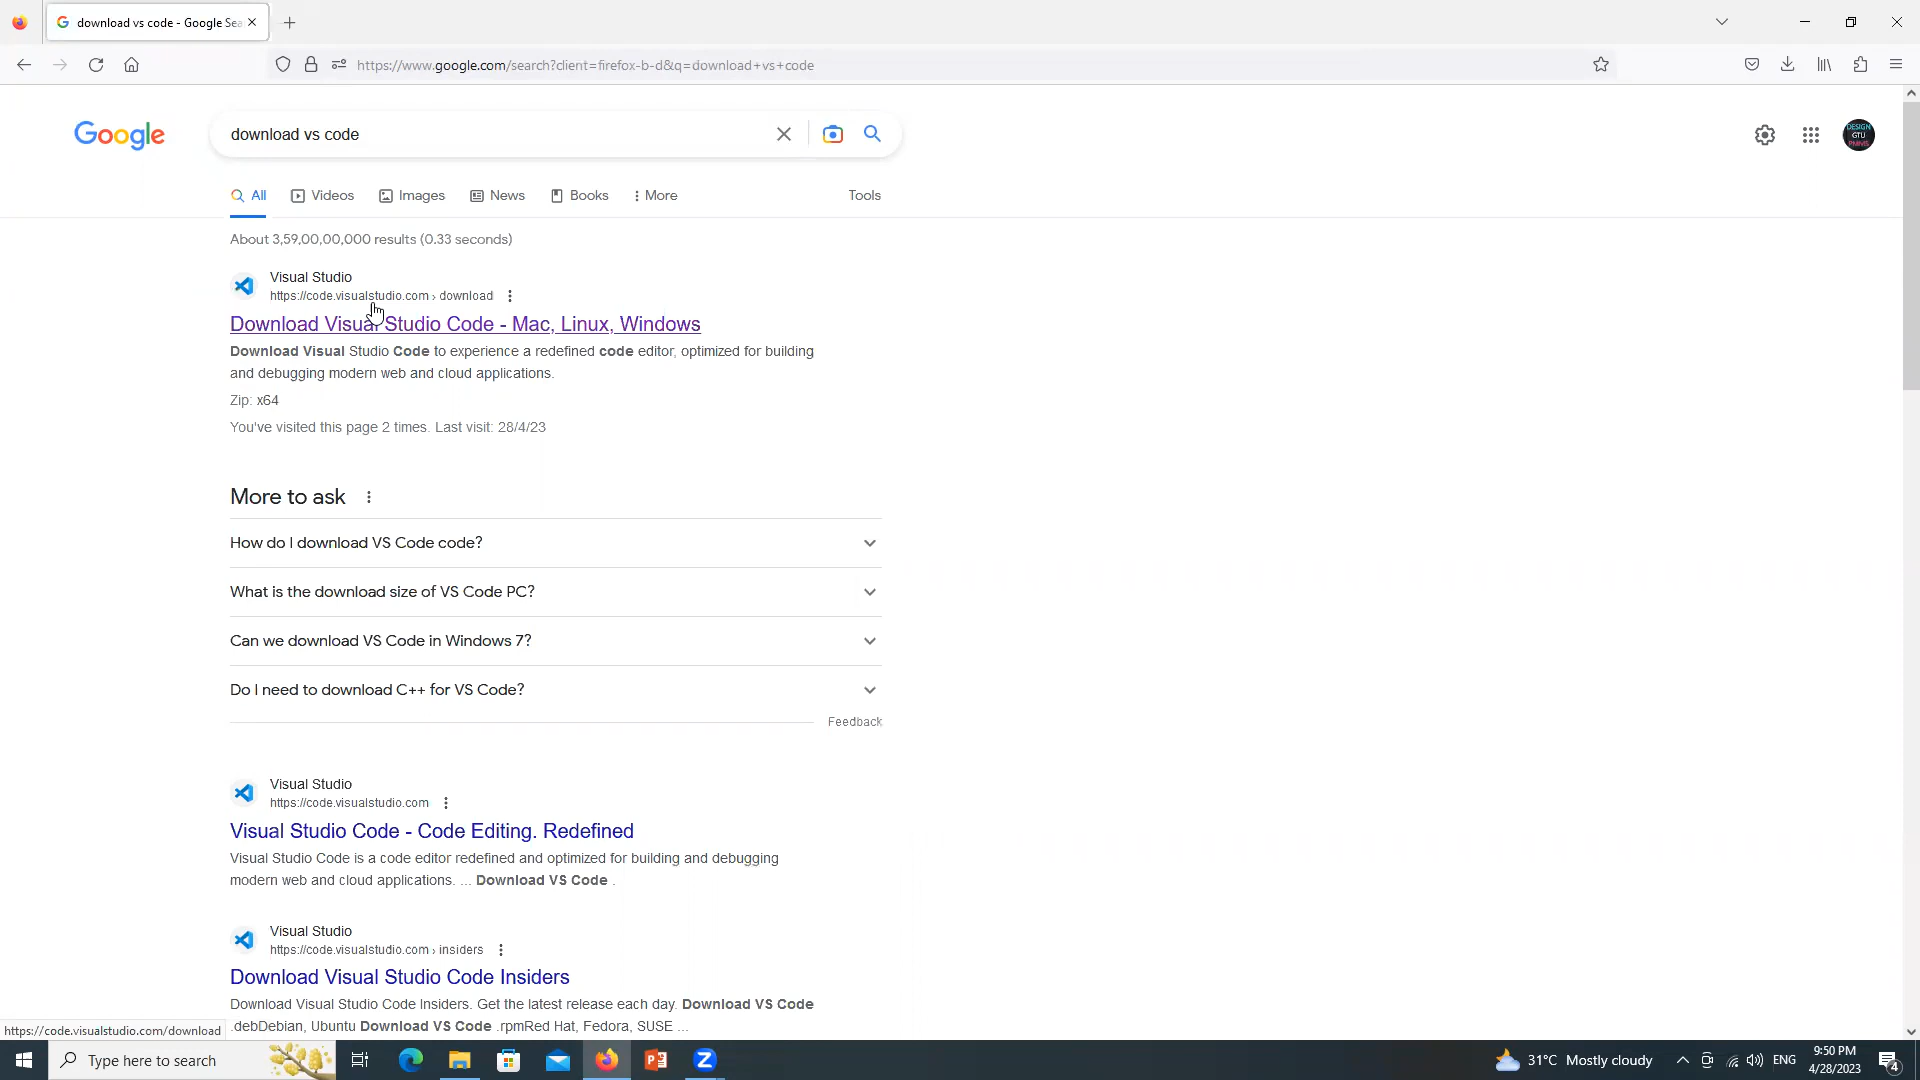 download vs code - Google Sea
https://www.google.com/search?client=firefox-b-d&q=download+vs+code
Google
download vs code
DESIGN
GTU
All
Videos
Images
News
Books
More
Tools
About 3,59,00,00,000 results (0.33 seconds)
Visual Studio
https://code.visualstudio.com › download
Download Visual Studio Code - Mac, Linux, Windows
Download Visual Studio Code to experience a redefined code editor, optimized for building
and debugging modern web and cloud applications.
Zip: x64
You've visited this page 2 times. Last visit: 28/4/23
More to ask
How do I download VS Code code?
What is the download size of VS Code PC?
Can we download VS Code in Windows 7?
Do I need to download C++ for VS Code?
Feedback
Visual Studio
https://code.visualstudio.com
Visual Studio Code - Code Editing. Redefined
Visual Studio Code is a code editor redefined and optimized for building and debugging
modern web and cloud applications. ... Download VS Code .
Visual Studio
https://code.visualstudio.com › insiders
Download Visual Studio Code Insiders
Download Visual Studio Code Insiders. Get the latest release each day. Download VS Code
.debDebian, Ubuntu Download VS Code .rpmRed Hat, Fedora, SUSE ...
https://code.visualstudio.com/download
Type here to search
31°C Mostly cloudy
ENG
9:50 PM
4/28/2023
4